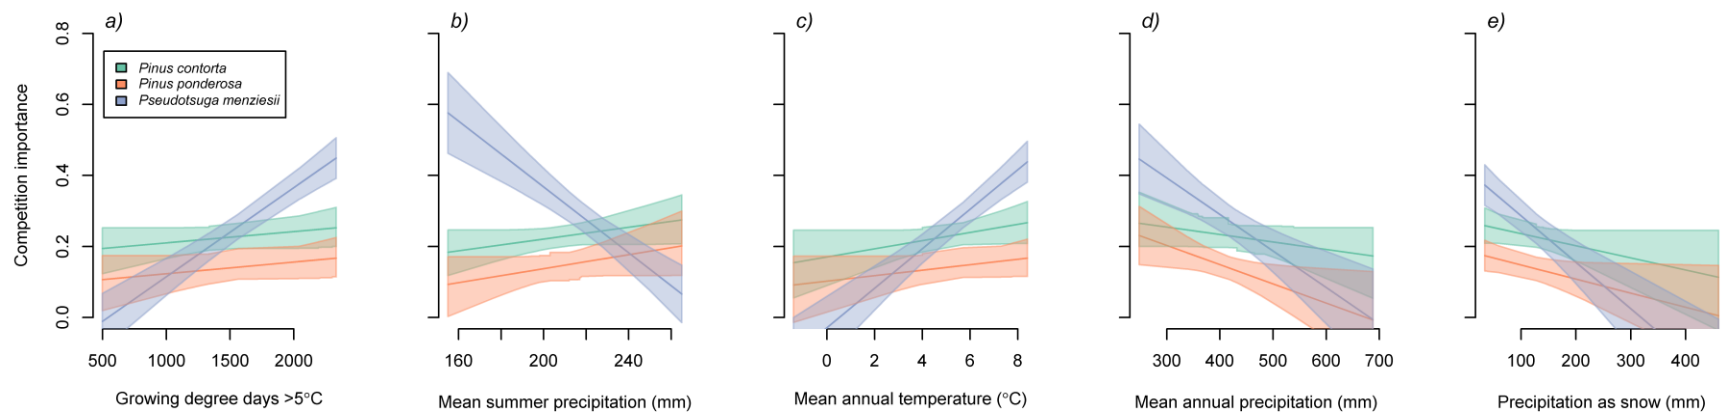 a)
b)
c)
d)
e)
Competition importance
0.8
0.6
0.4
0.2
0.0
Pinus contorta
Pinus ponderosa
Pseudotsuga menziesii
500 1000 1500 2000
160 200 240
0 2 4 6 8
300 400 500 600 700
100 200 300 400
Growing degree days >5°C
Mean summer precipitation (mm)
Mean annual temperature (°C)
Mean annual precipitation (mm)
Precipitation as snow (mm)